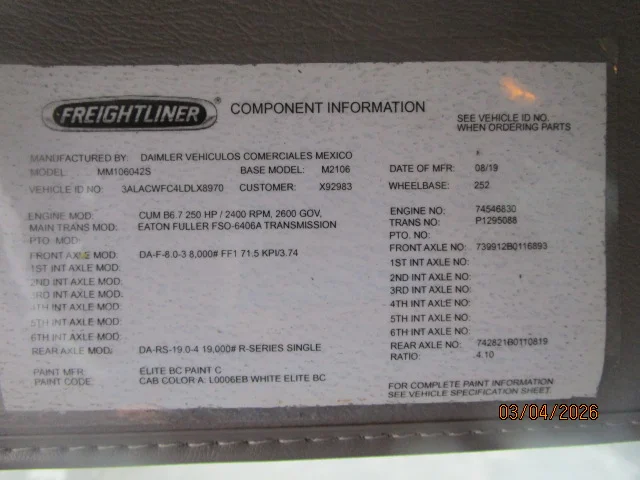 FREIGHTLINER® COMPONENT INFORMATION
SEE VEHICLE ID NO.
WHEN ORDERING PARTS
MANUFACTURED BY: DAIMLER VEHICULOS COMERCIALES MEXICO
MODEL: MM106042S BASE MODEL: M2106 DATE OF MFR: 08/19
VEHICLE ID NO: 3ALACWFC4LDLX8970 CUSTOMER: X92983 WHEELBASE: 252
ENGINE MOD: CUM B6.7 250 HP / 2400 RPM, 2600 GOV, ENGINE NO: 74546830
MAIN TRANS MOD: EATON FULLER FSO-6406A TRANSMISSION TRANS NO: P1295088
PTO. MOD: PTO. NO:
FRONT AXLE MOD: DA-F-8.0-3 8,000# FF1 71.5 KPI/3.74 FRONT AXLE NO: 739912B0116893
1ST INT AXLE MOD: 1ST INT AXLE NO:
2ND INT AXLE MOD: 2ND INT AXLE NO:
3RD INT AXLE MOD: 3RD INT AXLE NO:
4TH INT AXLE MOD: 4TH INT AXLE NO:
5TH INT AXLE MOD: 5TH INT AXLE NO:
6TH INT AXLE MOD: 6TH INT AXLE NO:
REAR AXLE MOD: DA-RS-19.0-4 19,000# R-SERIES SINGLE REAR AXLE NO: 742821B0110819
RATIO: 4.10
PAINT MFR: ELITE BC PAINT C
PAINT CODE: CAB COLOR A: L0006EB WHITE ELITE BC
FOR COMPLETE PAINT INFORMATION
SEE VEHICLE SPECIFICATION SHEET.
03/04/2026